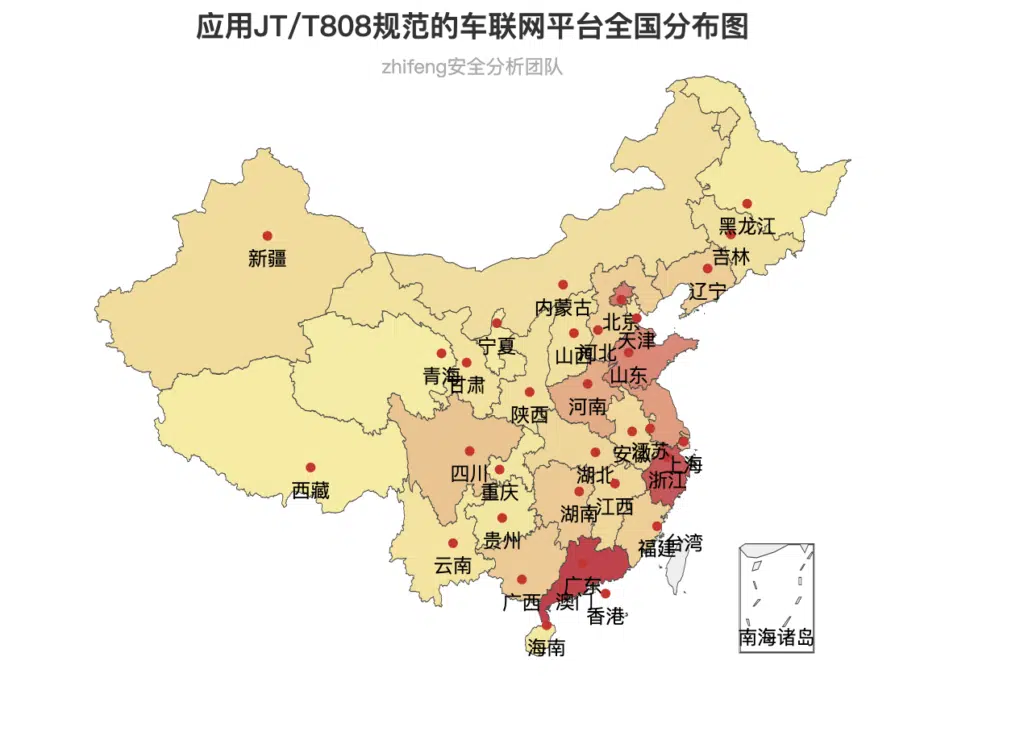 应用JT/T808规范的车联网平台全国分布图
zhifeng安全分析团队
黑龙江
吉林
新疆
辽宁
内蒙古
北京
天津
宁夏
山西
河北
青海
甘肃
山东
河南
陕西
安徽
江苏
上海
四川
湖北
浙江
重庆
西藏
湖南
江西
贵州
福建
台湾
云南
广东
广西
澳门
香港
南海诸岛
海南